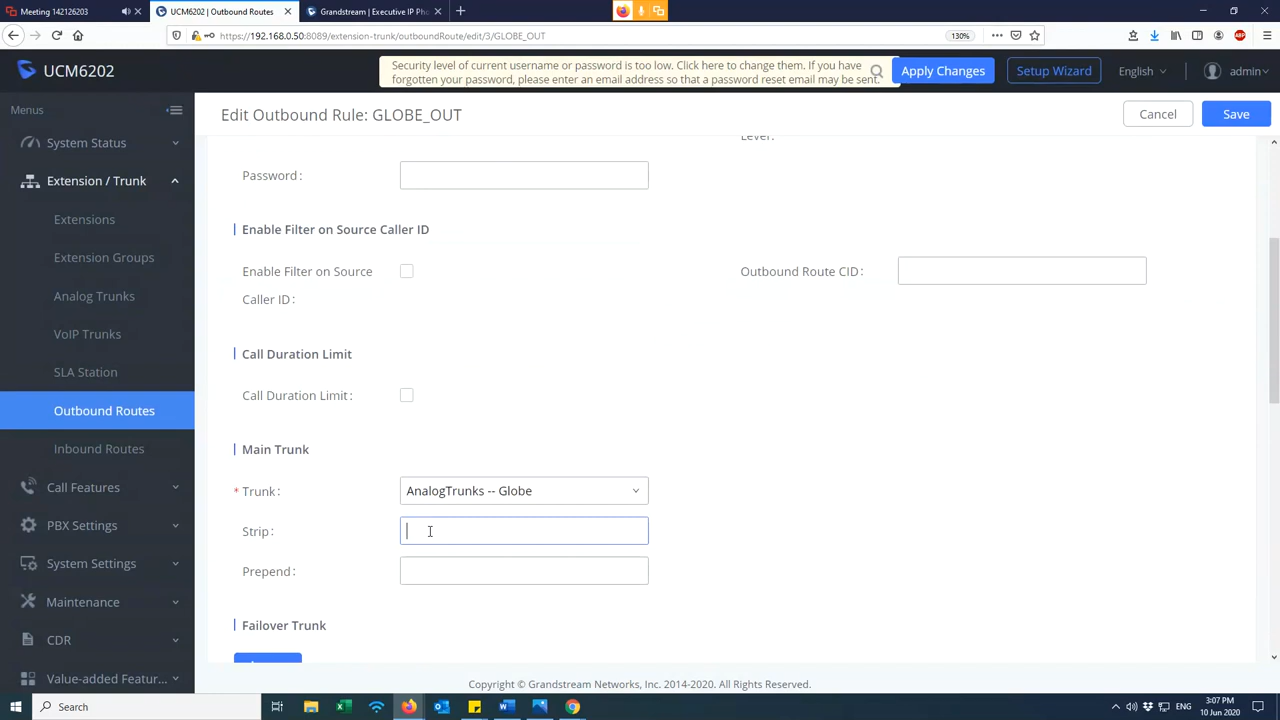 Meeting 142126203
UCM6202 | Outbound Routes
Grandstream | Executive IP Pho
https://192.168.0.50:8089/extension-trunk/outboundRoute/edit/3/GLOBE_OUT
130%
UCM6202
Security level of current username or password is too low. Click here to change them. If you have
forgotten your password, please enter an email address so that a password reset email may be sent.
Apply Changes
Setup Wizard
English
admin
Menus
Edit Outbound Rule: GLOBE_OUT
Cancel
Save
System Status
Extension / Trunk
Extensions
Extension Groups
Analog Trunks
VoIP Trunks
SLA Station
Outbound Routes
Inbound Routes
Call Features
PBX Settings
System Settings
Maintenance
CDR
Value-added Featur...
Level:
Password :
Enable Filter on Source Caller ID
Enable Filter on Source
Caller ID :
Outbound Route CID :
Call Duration Limit
Call Duration Limit :
Main Trunk
* Trunk :
AnalogTrunks -- Globe
Strip :
Prepend :
Failover Trunk
Copyright © Grandstream Networks, Inc. 2014-2020. All Rights Reserved.
Search
3:07 PM
10 Jun 2020